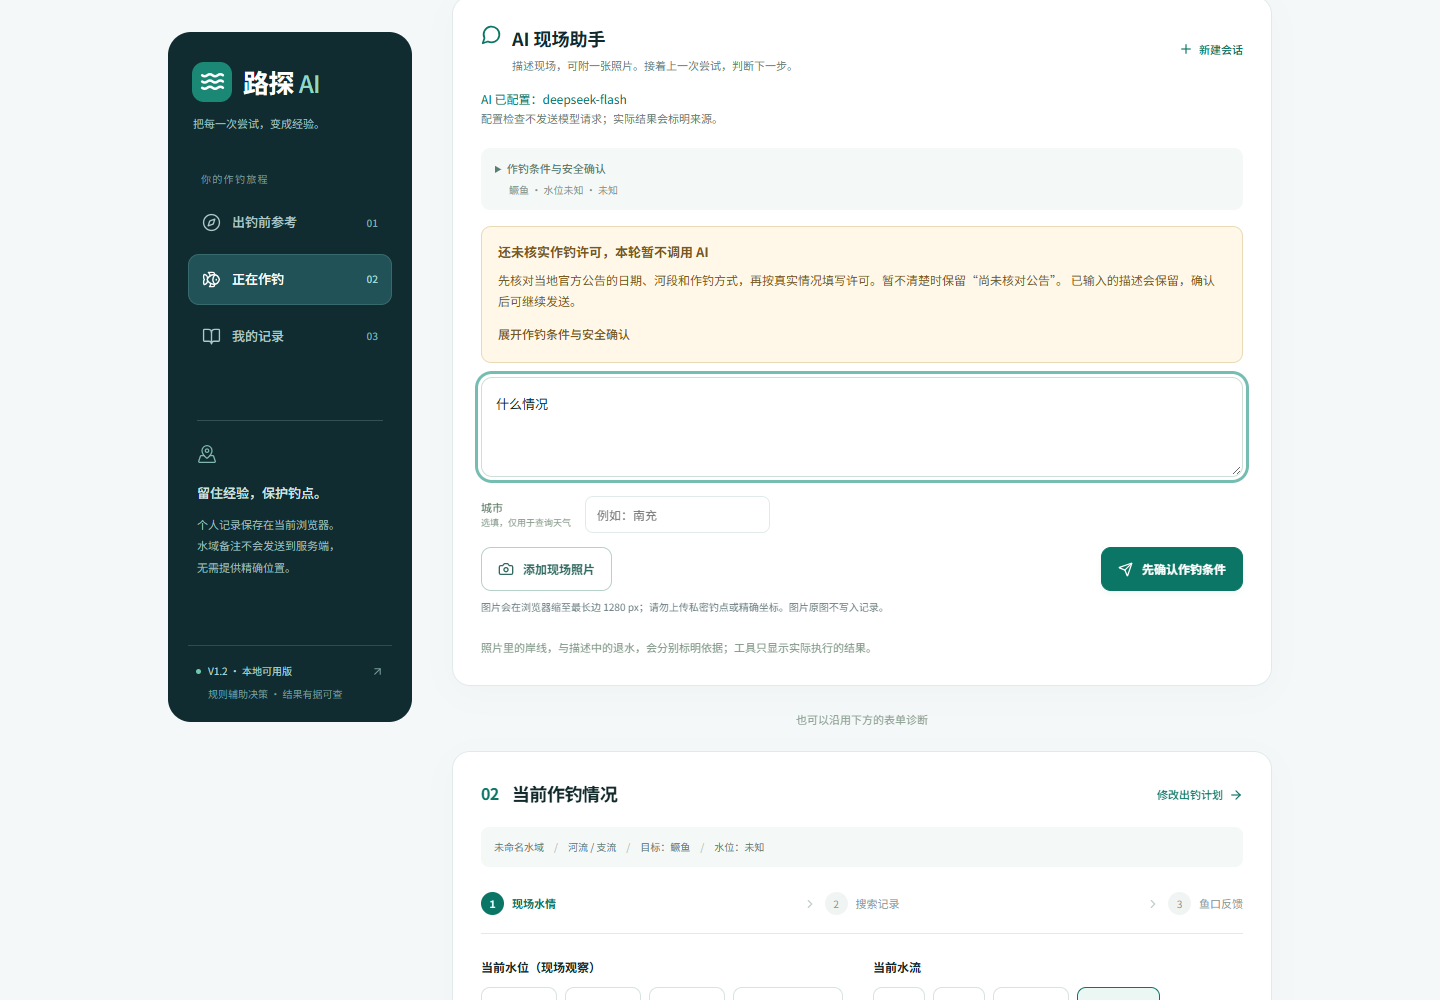 路探 AI
把每一次尝试，变成经验。
你的作钓旅程
出钓前参考 01
正在作钓 02
我的记录 03
留住经验，保护钓点。
个人记录保存在当前浏览器。
水域备注不会发送到服务端，
无需提供精确位置。
V1.2 · 本地可用版
规则辅助决策 · 结果有据可查
AI 现场助手
新建会话
描述现场，可附一张照片。接着上一次尝试，判断下一步。
AI 已配置：deepseek-flash
配置检查不发送模型请求；实际结果会标明来源。
作钓条件与安全确认
鳜鱼 · 水位未知 · 未知
还未核实作钓许可，本轮暂不调用 AI
先核对当地官方公告的日期、河段和作钓方式，再按真实情况填写许可。暂不清楚时保留“尚未核对公告”。 已输入的描述会保留，确认
后可继续发送。
展开作钓条件与安全确认
什么情况
城市
选填，仅用于查询天气
例如：南充
添加现场照片
先确认作钓条件
图片会在浏览器缩至最长边 1280 px；请勿上传私密钓点或精确坐标。图片原图不写入记录。
照片里的岸线，与描述中的退水，会分别标明依据；工具只显示实际执行的结果。
也可以沿用下方的表单诊断
02 当前作钓情况
修改出钓计划
未命名水域 / 河流 / 支流 / 目标：鳜鱼 / 水位：未知
1 现场水情
2 搜索记录
3 鱼口反馈
当前水位（现场观察）
当前水流